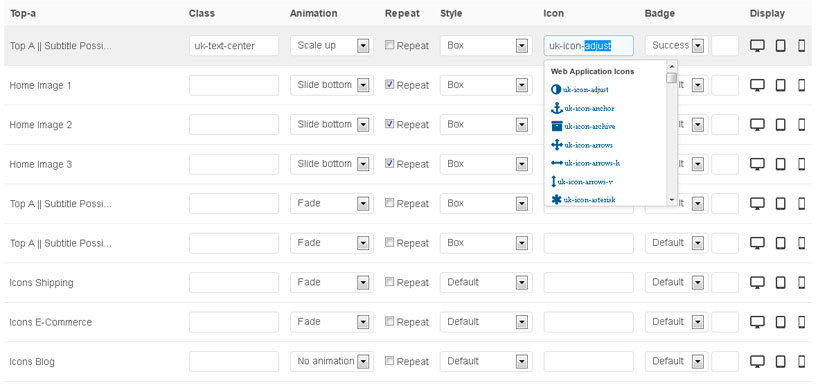 Top-a Class Animation Repeat Style Icon Badge Display
Top A || Subtitle Possi... uk-text-center Scale up Repeat Box uk-icon-adjust Success
Web Application Icons
uk-icon-adjust
uk-icon-anchor
uk-icon-archive
uk-icon-arrows
uk-icon-arrows-h
uk-icon-arrows-v
uk-icon-asterisk
Home Image 1 Slide bottom Repeat Box
Home Image 2 Slide bottom Repeat Box
Home Image 3 Slide bottom Repeat Box
Top A || Subtitle Possi... Fade Repeat Box
Top A || Subtitle Possi... Fade Repeat Box Default
Icons Shipping Fade Repeat Default Default
Icons E-Commerce Fade Repeat Default Default
Icons Blog No animation Repeat Default Default